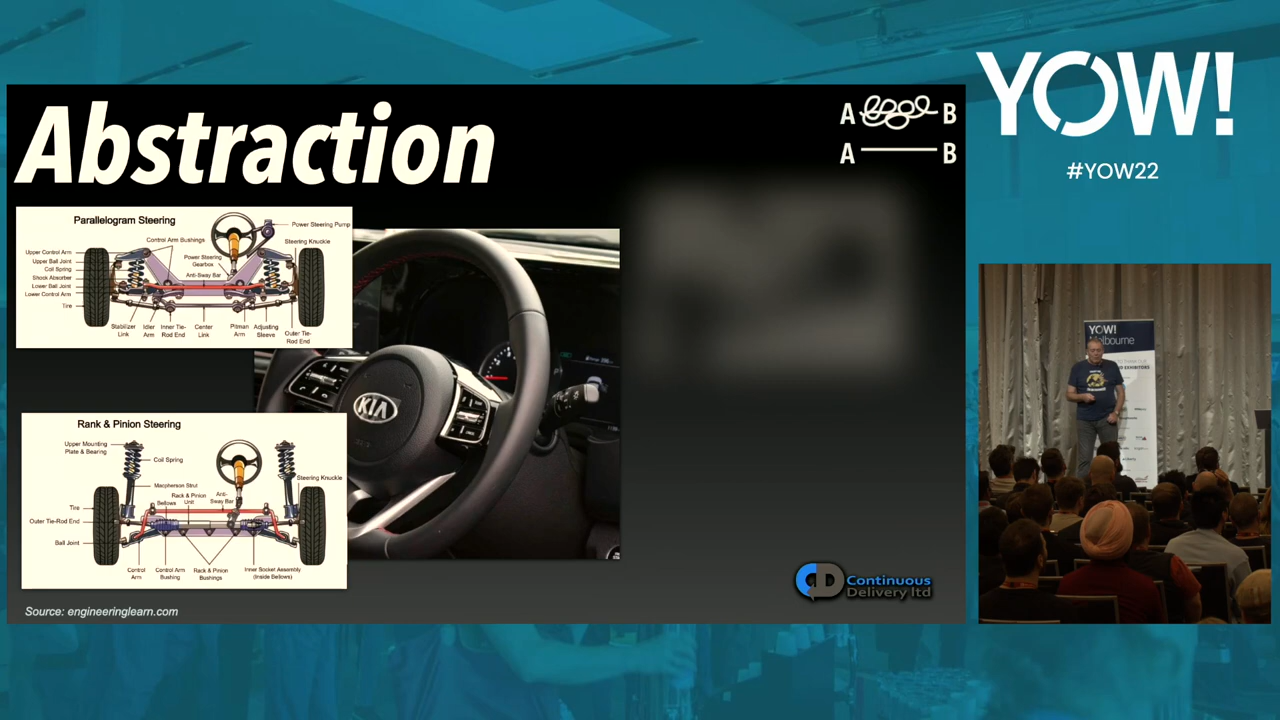 Abstraction
A B
A B
YOW!
#YOW22
Parallelogram Steering
Power Steering Pump
Control Arm Bushings
Steering Knuckle
Upper Control Arm
Upper Ball Joint
Coil Spring
Shock Absorber
Lower Ball Joint
Lower Control Arm
Tire
Power Steering
Gearbox
Anti-Sway Bar
Stabilizer
Link
Idler
Arm
Inner Tie-
Rod End
Center
Link
Pitman
Arm
Adjusting
Sleeve
Outer Tie-
Rod End
KIA
Rank & Pinion Steering
Upper Mounting
Plate & Bearing
Coil Spring
Macpherson Strut
Steering Knuckle
Rack & Pinion
Unit
Anti-
Sway Bar
Bellows
Tire
Outer Tie-Rod End
Ball Joint
Control
Arm
Control Arm
Bushing
Rack & Pinion
Bushings
Inner Socket Assembly
(Inside Bellows)
Continuous
Delivery ltd
Source: engineeringlearn.com
YOW!
Melbourne